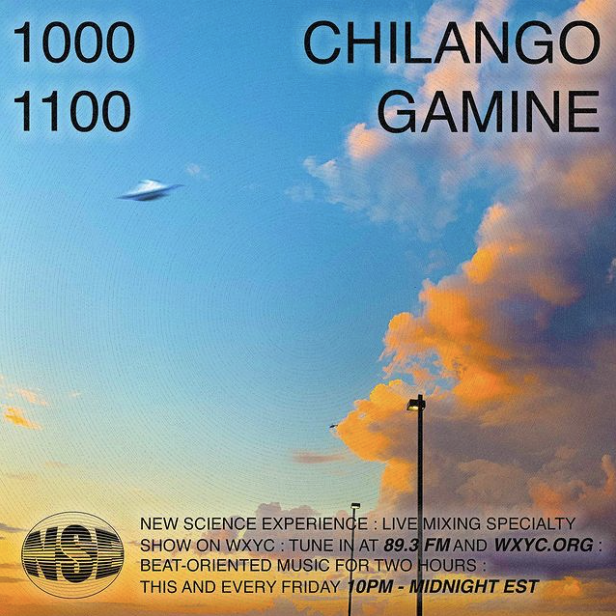 1000 CHILANGO
1100 GAMINE
NSE
NEW SCIENCE EXPERIENCE : LIVE MIXING SPECIALTY
SHOW ON WXYC : TUNE IN AT 89.3 FM AND WXYC.ORG :
BEAT-ORIENTED MUSIC FOR TWO HOURS :
THIS AND EVERY FRIDAY 10PM - MIDNIGHT EST